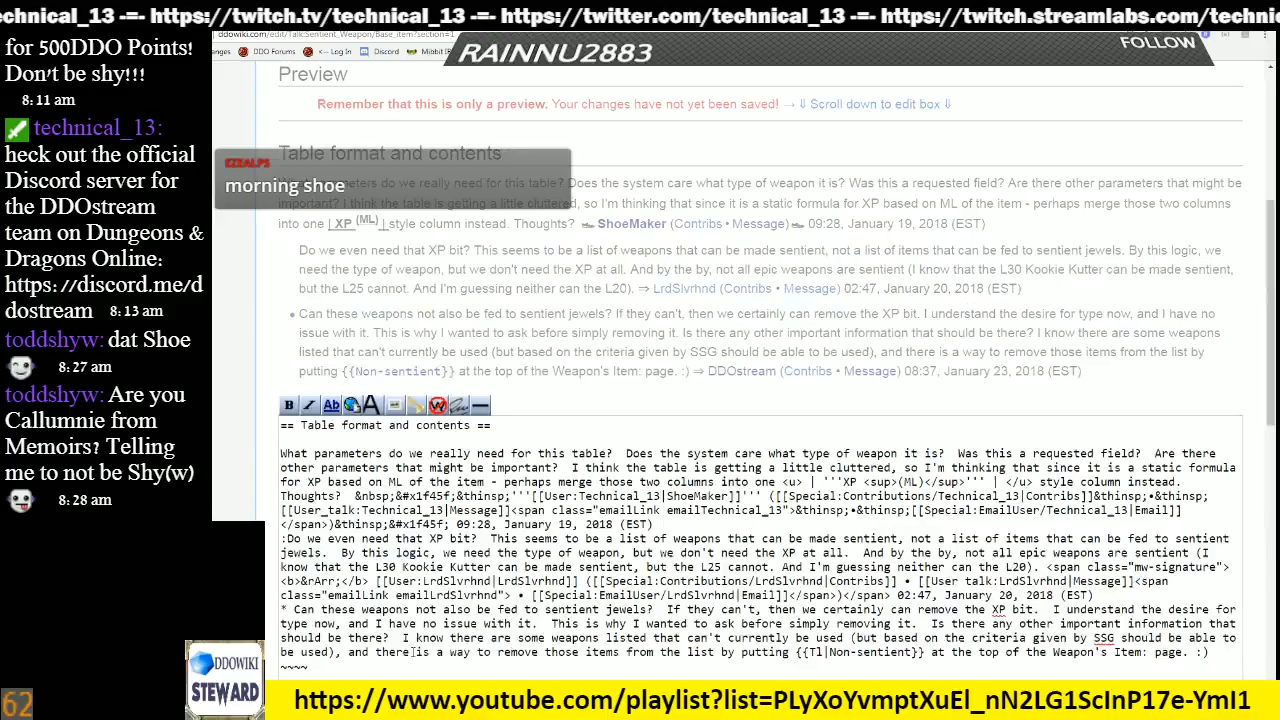 echnical_13 -=- https://twitch.tv/technical_13 -=- https://twitter.com/technical_13 -=- https://twitch.streamlabs.com/techni
ddowiki.com/edit/Talk:Sentient_Weapon/Base_item?section=1
anges DDO Forums <-- Log In Discord Mibbit IR
RAINNU2883
FOLLOW
for 500DDO Points!
Don't be shy!!!
8:11 am
technical_13:
heck out the official
Discord server for
the DDOstream
team on Dungeons &
Dragons Online:
https://discord.me/d
dostream 8:13 am
toddshyw: dat Shoe
8:27 am
toddshyw: Are you
Callumnie from
Memoirs? Telling
me to not be Shy(w)
8:28 am
Preview
Remember that this is only a preview. Your changes have not yet been saved! → ⇓ Scroll down to edit box ⇓
Table format and contents
EZZALPS
morning shoe
What parameters do we really need for this table? Does the system care what type of weapon it is? Was this a requested field? Are there other parameters that might be
important? I think the table is getting a little cluttered, so I'm thinking that since it is a static formula for XP based on ML of the item - perhaps merge those two columns
into one | XP (ML) | style column instead. Thoughts? ShoeMaker (Contribs • Message) 09:28, January 19, 2018 (EST)
Do we even need that XP bit? This seems to be a list of weapons that can be made sentient, not a list of items that can be fed to sentient jewels. By this logic, we
need the type of weapon, but we don't need the XP at all. And by the by, not all epic weapons are sentient (I know that the L30 Kookie Kutter can be made sentient,
but the L25 cannot. And I'm guessing neither can the L20). ⇒ LrdSlvrhnd (Contribs • Message) 02:47, January 20, 2018 (EST)
• Can these weapons not also be fed to sentient jewels? If they can't, then we certainly can remove the XP bit. I understand the desire for type now, and I have no
issue with it. This is why I wanted to ask before simply removing it. Is there any other important information that should be there? I know there are some weapons
listed that can't currently be used (but based on the criteria given by SSG should be able to be used), and there is a way to remove those items from the list by
putting {{Non-sentient}} at the top of the Weapon's Item: page. :) ⇒ DDOstream (Contribs • Message) 08:37, January 23, 2018 (EST)
B I Ab A W
== Table format and contents ==
What parameters do we really need for this table? Does the system care what type of weapon it is? Was this a requested field? Are there
other parameters that might be important? I think the table is getting a little cluttered, so I'm thinking that since it is a static formula
for XP based on ML of the item - perhaps merge those two columns into one <u> | '''XP <sup>(ML)</sup>''' | </u> style column instead.
Thoughts? &nbsp;&#x1f45f;&thinsp;'''[[User:Technical_13|ShoeMaker]]''' ([[Special:Contributions/Technical_13|Contribs]]&thinsp;•&thinsp;
[[User_talk:Technical_13|Message]]<span class="emailLink emailTechnical_13">&thinsp;•&thinsp;[[Special:EmailUser/Technical_13|Email]]
</span>)&thinsp;&#x1f45f; 09:28, January 19, 2018 (EST)
:Do we even need that XP bit? This seems to be a list of weapons that can be made sentient, not a list of items that can be fed to sentient
jewels. By this logic, we need the type of weapon, but we don't need the XP at all. And by the by, not all epic weapons are sentient (I
know that the L30 Kookie Kutter can be made sentient, but the L25 cannot. And I'm guessing neither can the L20). <span class="mw-signature">
<b>&rArr;</b> [[User:LrdSlvrhnd|LrdSlvrhnd]] ([[Special:Contributions/LrdSlvrhnd|Contribs]] • [[User talk:LrdSlvrhnd|Message]]<span
class="emailLink emailLrdSlvrhnd"> • [[Special:EmailUser/LrdSlvrhnd|Email]]</span>)</span> 02:47, January 20, 2018 (EST)
* Can these weapons not also be fed to sentient jewels? If they can't, then we certainly can remove the XP bit. I understand the desire for
type now, and I have no issue with it. This is why I wanted to ask before simply removing it. Is there any other important information that
should be there? I know there are some weapons listed that can't currently be used (but based on the criteria given by SSG should be able to
be used), and there is a way to remove those items from the list by putting {{Tl|Non-sentient}} at the top of the Weapon's Item: page. :)
~~~~
DDOWIKI
STEWARD
62
https://www.youtube.com/playlist?list=PLyXoYvmptXuEl_nN2LG1ScInP17e-YmI1